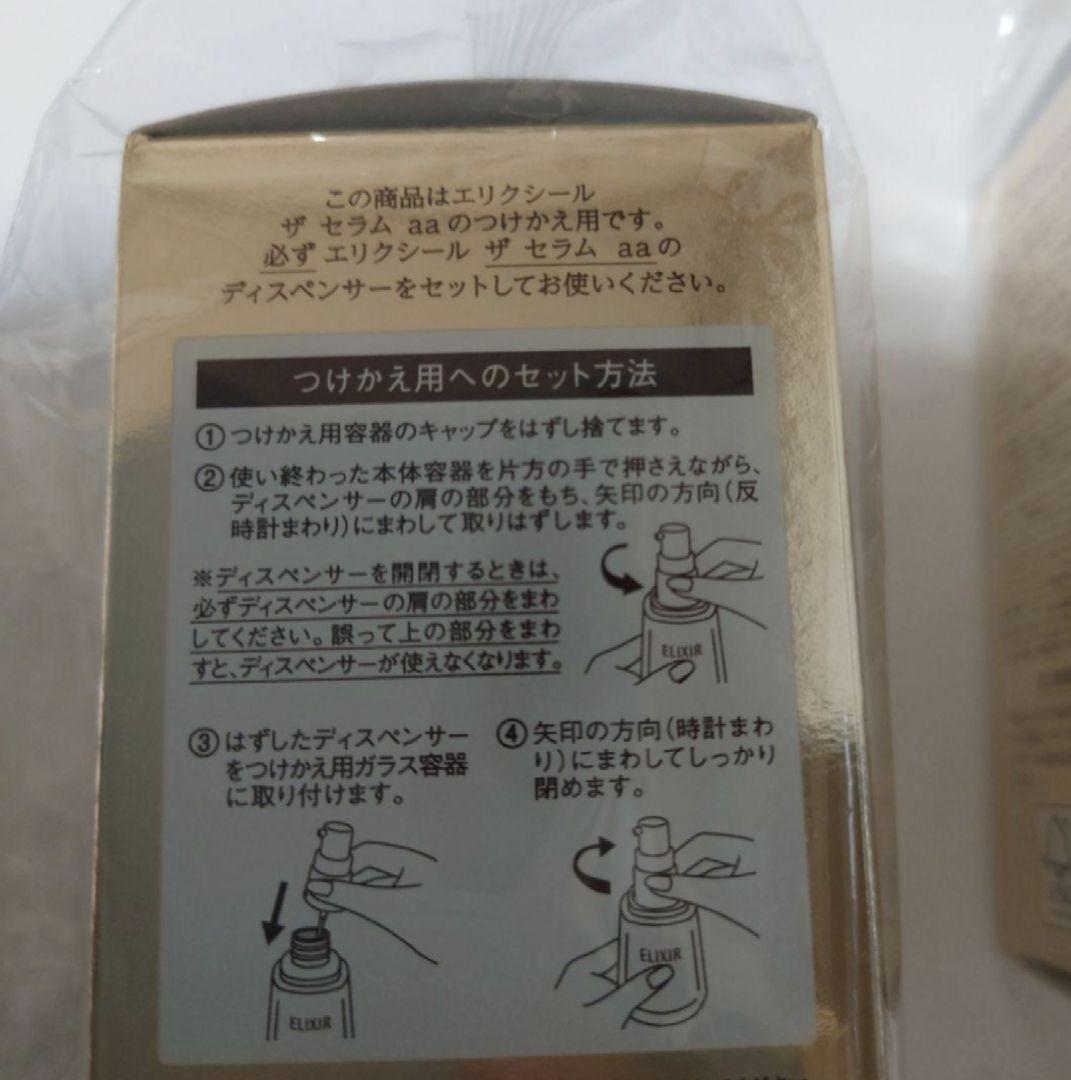 この商品はエリクシール
ザ セラム aaのつけかえ用です。
必ず エリクシール ザ セラム aaの
ディスペンサーをセットしてお使いください。
つけかえ用へのセット方法
①つけかえ用容器のキャップをはずし捨てます。
②使い終わった本体容器を片方の手で押さえながら、
ディスペンサーの肩の部分をもち、矢印の方向(反
時計まわり)にまわして取りはずします。
※ディスペンサーを開閉するときは、
必ずディスペンサーの肩の部分をまわ
してください。誤って上の部分をまわ
すと、ディスペンサーが使えなくなります。
ELIXIR
③はずしたディスペンサー
をつけかえ用ガラス容器
に取り付けます。
ELIXIR
④矢印の方向(時計まわ
り)にまわしてしっかり
閉めます。
ELIXIR